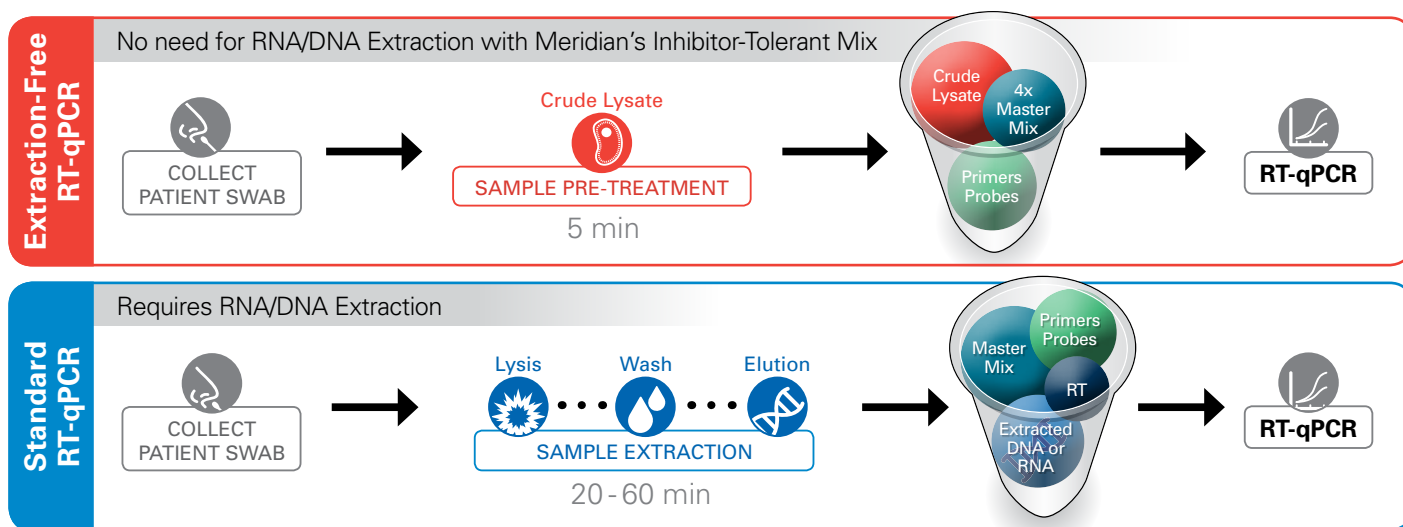 Extraction-Free
RT-qPCR
No need for RNA/DNA Extraction with Meridian's Inhibitor-Tolerant Mix
COLLECT
PATIENT SWAB
Crude Lysate
SAMPLE PRE-TREATMENT
5 min
Crude
Lysate
4x
Master
Mix
Primers
Probes
RT-qPCR
Standard
RT-qPCR
Requires RNA/DNA Extraction
COLLECT
PATIENT SWAB
Lysis
Wash
Elution
SAMPLE EXTRACTION
20-60 min
Master
Mix
Primers
Probes
RT
Extracted
DNA or
RNA
RT-qPCR